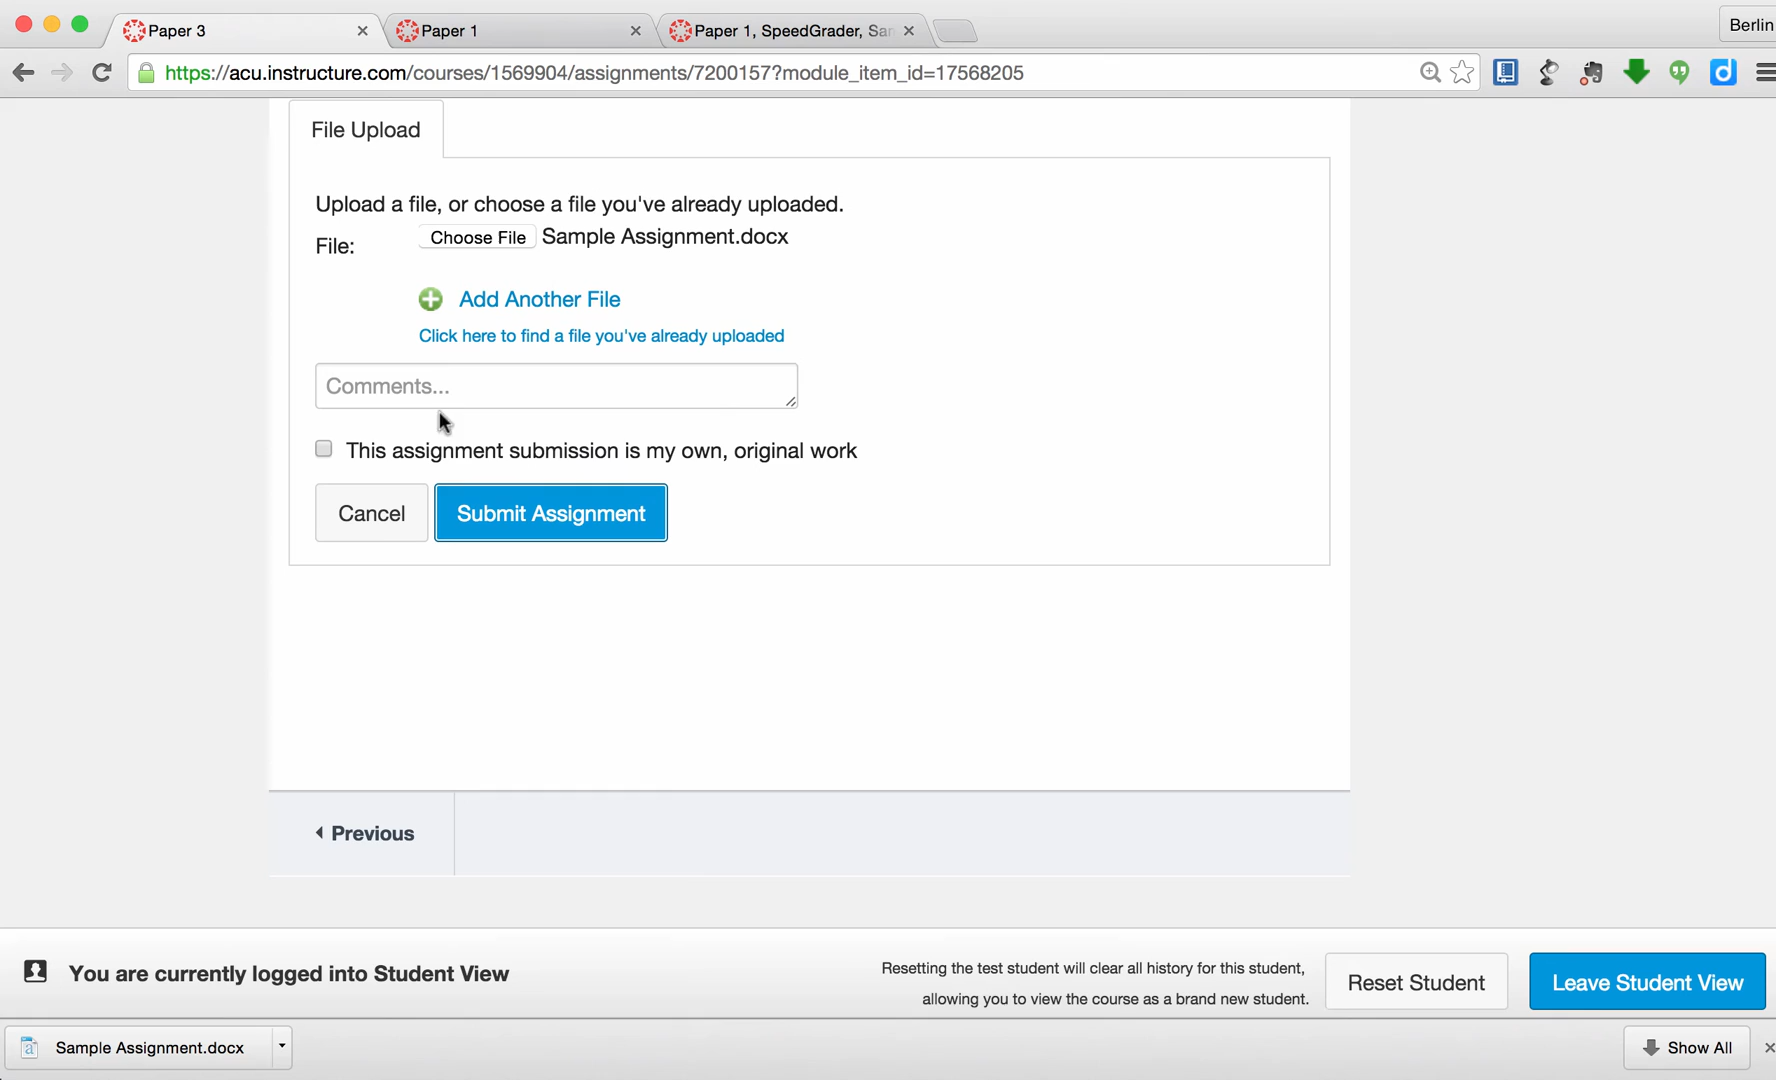 Paper 3
Paper 1
Paper 1, SpeedGrader, Sar
Berlin
https://acu.instructure.com/courses/1569904/assignments/7200157?module_item_id=17568205
File Upload
Upload a file, or choose a file you've already uploaded.
File: Choose File Sample Assignment.docx
Add Another File
Click here to find a file you've already uploaded
Comments...
This assignment submission is my own, original work
Cancel
Submit Assignment
Previous
You are currently logged into Student View
Resetting the test student will clear all history for this student,
allowing you to view the course as a brand new student.
Reset Student
Leave Student View
Sample Assignment.docx
Show All